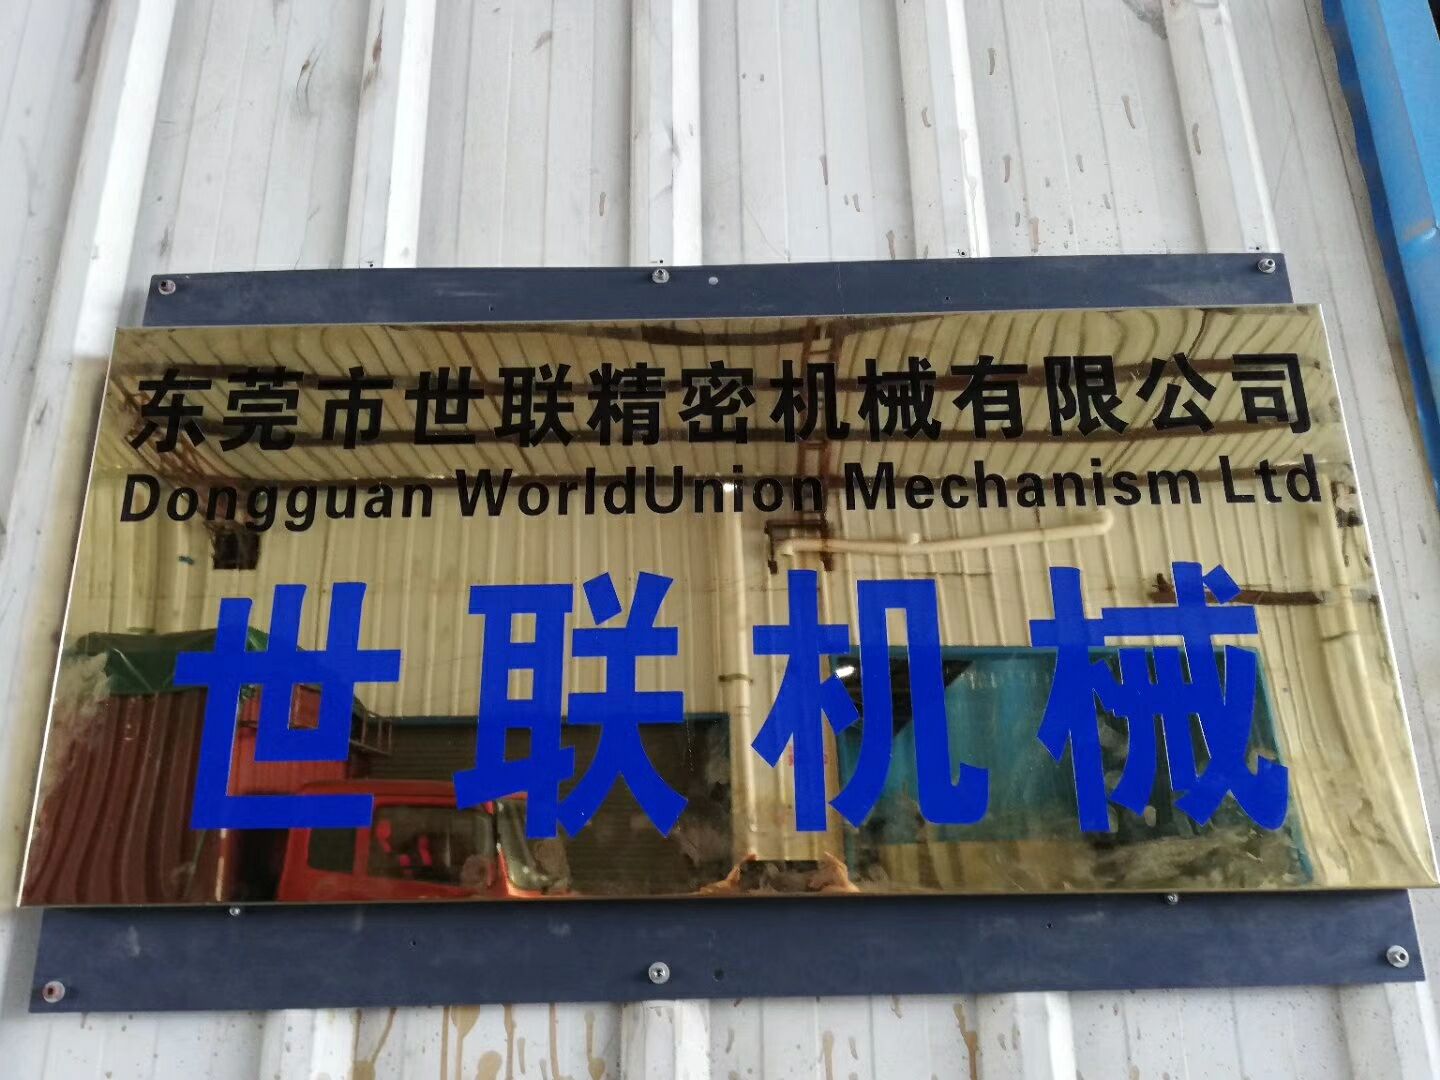 东莞市世联精密机械有限公司
Dongguan WorldUnion Mechanism Ltd
世联机械